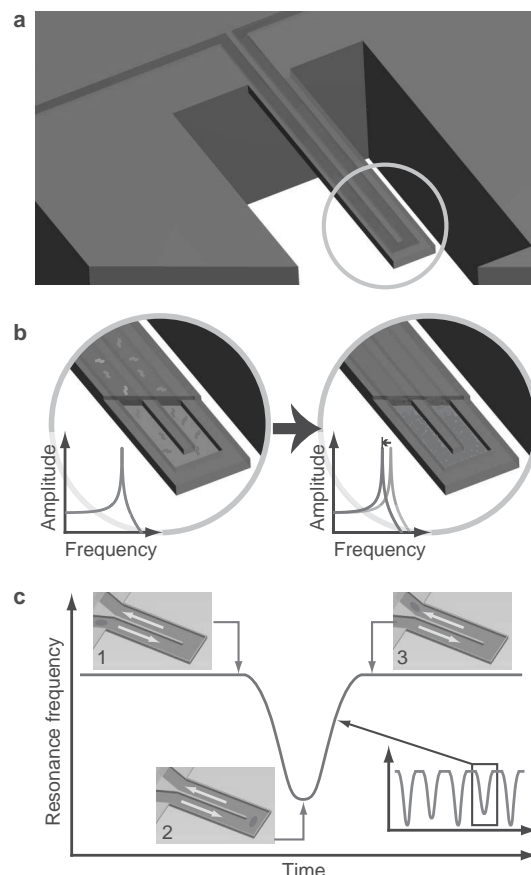 a
b
Amplitude
Frequency
Amplitude
Frequency
c
Resonance frequency
1
3
2
Time